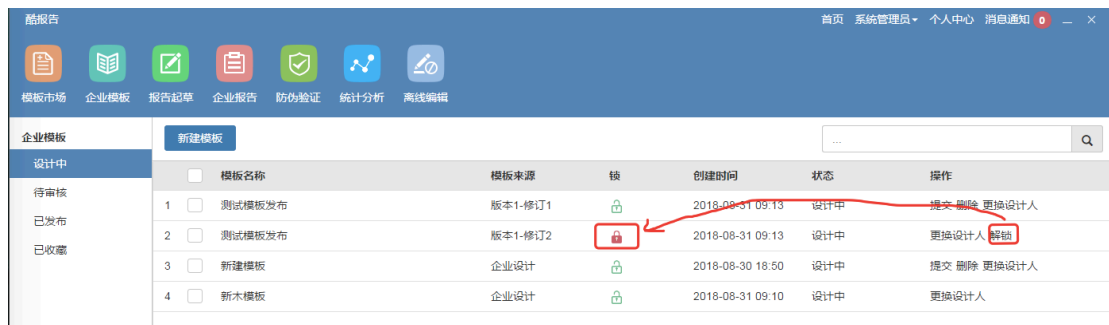 酷报告 首页 系统管理员 个人中心 消息通知 0
模板市场 企业模板 报告起草 企业报告 防伪验证 统计分析 离线编辑
企业模板 新建模板 ...
设计中 模板名称 模板来源 锁 创建时间 状态 操作
待审核 1 测试模板发布 版本1-修订1 2018-08-31 09:13 设计中 提交 删除 更换设计人
已发布 2 测试模板发布 版本1-修订2 2018-08-31 09:13 设计中 更换设计人 解锁
已收藏 3 新建模板 企业设计 2018-08-30 18:50 设计中 提交 删除 更换设计人
4 新木模板 企业设计 2018-08-31 09:10 设计中 更换设计人